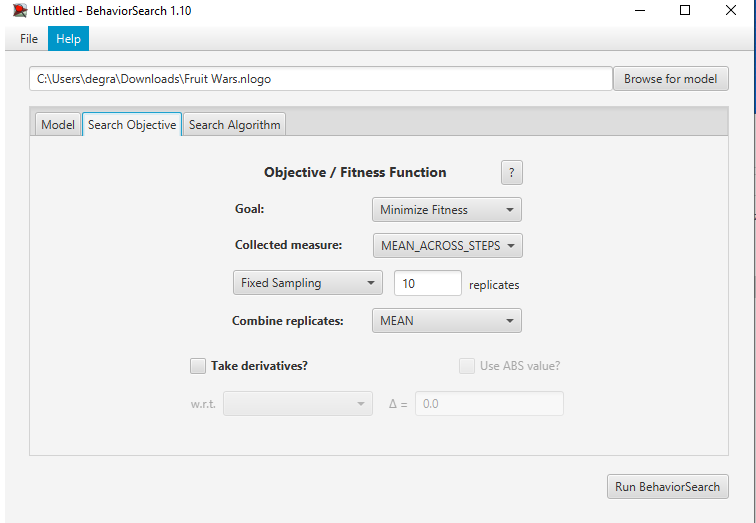 Untitled - BehaviorSearch 1.10
File Help
C:\Users\degra\Downloads\Fruit Wars.nlogo Browse for model
Model Search Objective Search Algorithm
Objective / Fitness Function ?
Goal: Minimize Fitness
Collected measure: MEAN_ACROSS_STEPS
Fixed Sampling 10 replicates
Combine replicates: MEAN
Take derivatives? Use ABS value?
w.r.t. Δ = 0.0
Run BehaviorSearch